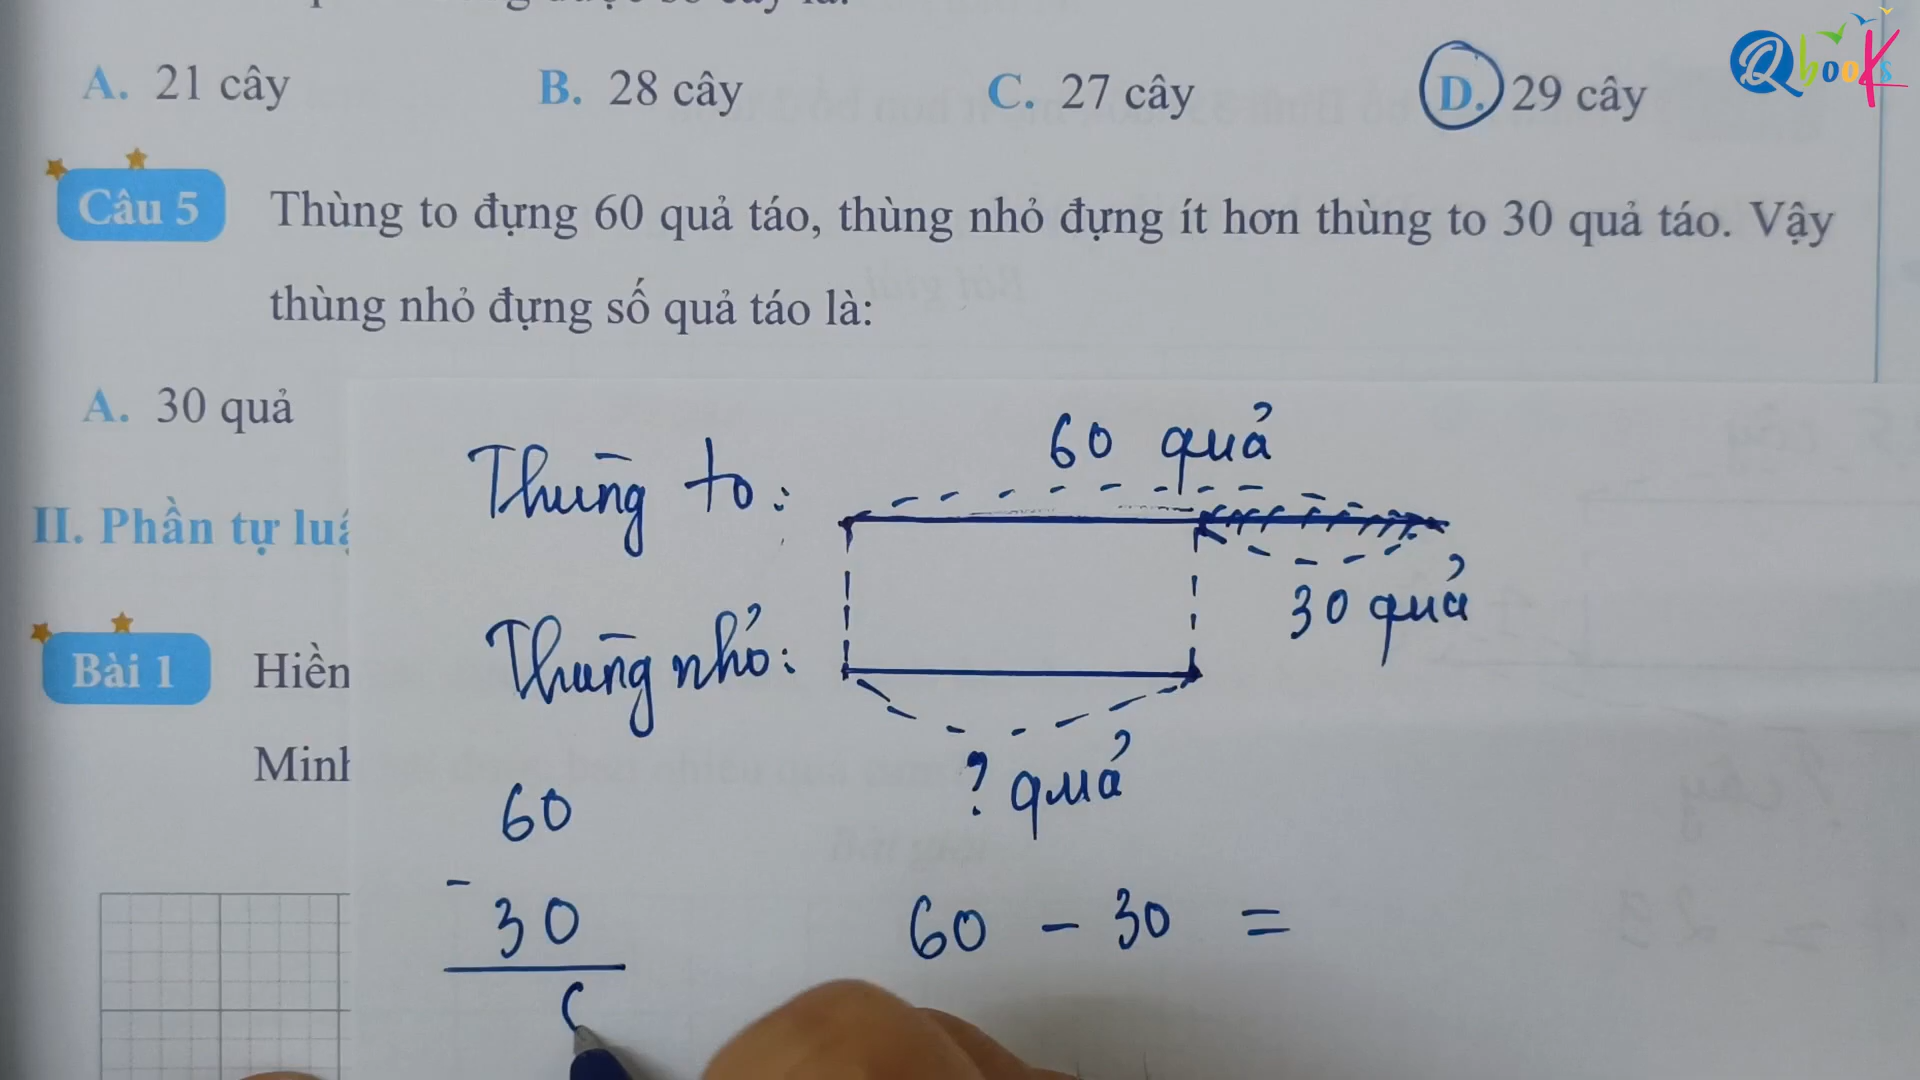 A. 21 cây B. 28 cây C. 27 cây D. 29 cây
Qbooks
Câu 5 Thùng to đựng 60 quả táo, thùng nhỏ đựng ít hơn thùng to 30 quả táo. Vậy
thùng nhỏ đựng số quả táo là:
A. 30 quả
60 quả
Thùng to:
II. Phần tự
30 quả
Thùng nhỏ:
Bài 1 Hiền
? quả
60
- 30
60 - 30 =